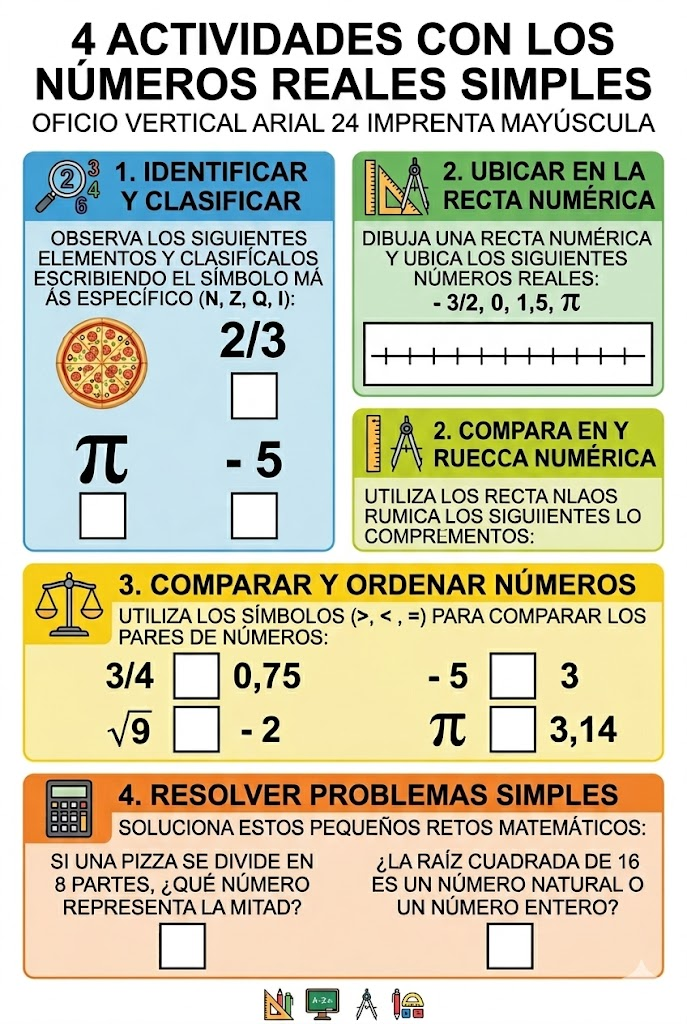 4 ACTIVIDADES CON LOS
NÚMEROS REALES SIMPLES
OFICIO VERTICAL ARIAL 24 IMPRENTA MAYÚSCULA
2 3 4 6
1. IDENTIFICAR
Y CLASIFICAR
OBSERVA LOS SIGUIENTES
ELEMENTOS Y CLASIFÍCALOS
ESCRIBIENDO EL SÍMBOLO MÁ
ÁS ESPECÍFICO (N, Z, Q, I):
2/3
π
- 5
2. UBICAR EN LA
RECTA NUMÉRICA
DIBUJA UNA RECTA NUMÉRICA
Y UBICA LOS SIGUIENTES
NÚMEROS REALES:
- 3/2, 0, 1,5, π
2. COMPARA EN Y
RUECCA NUMÉRICA
UTILIZA LOS RECTA NLAOS
RUMICA LOS SIGUIIENTES LO
COMPREMENTOS:
3. COMPARAR Y ORDENAR NÚMEROS
UTILIZA LOS SÍMBOLOS (>, < , =) PARA COMPARAR LOS
PARES DE NÚMEROS:
3/4 0,75 - 5 3
√9 - 2 π 3,14
4. RESOLVER PROBLEMAS SIMPLES
SOLUCIONA ESTOS PEQUEÑOS RETOS MATEMÁTICOS:
SI UNA PIZZA SE DIVIDE EN
8 PARTES, ¿QUÉ NÚMERO
REPRESENTA LA MITAD?
¿LA RAÍZ CUADRADA DE 16
ES UN NÚMERO NATURAL O
UN NÚMERO ENTERO?